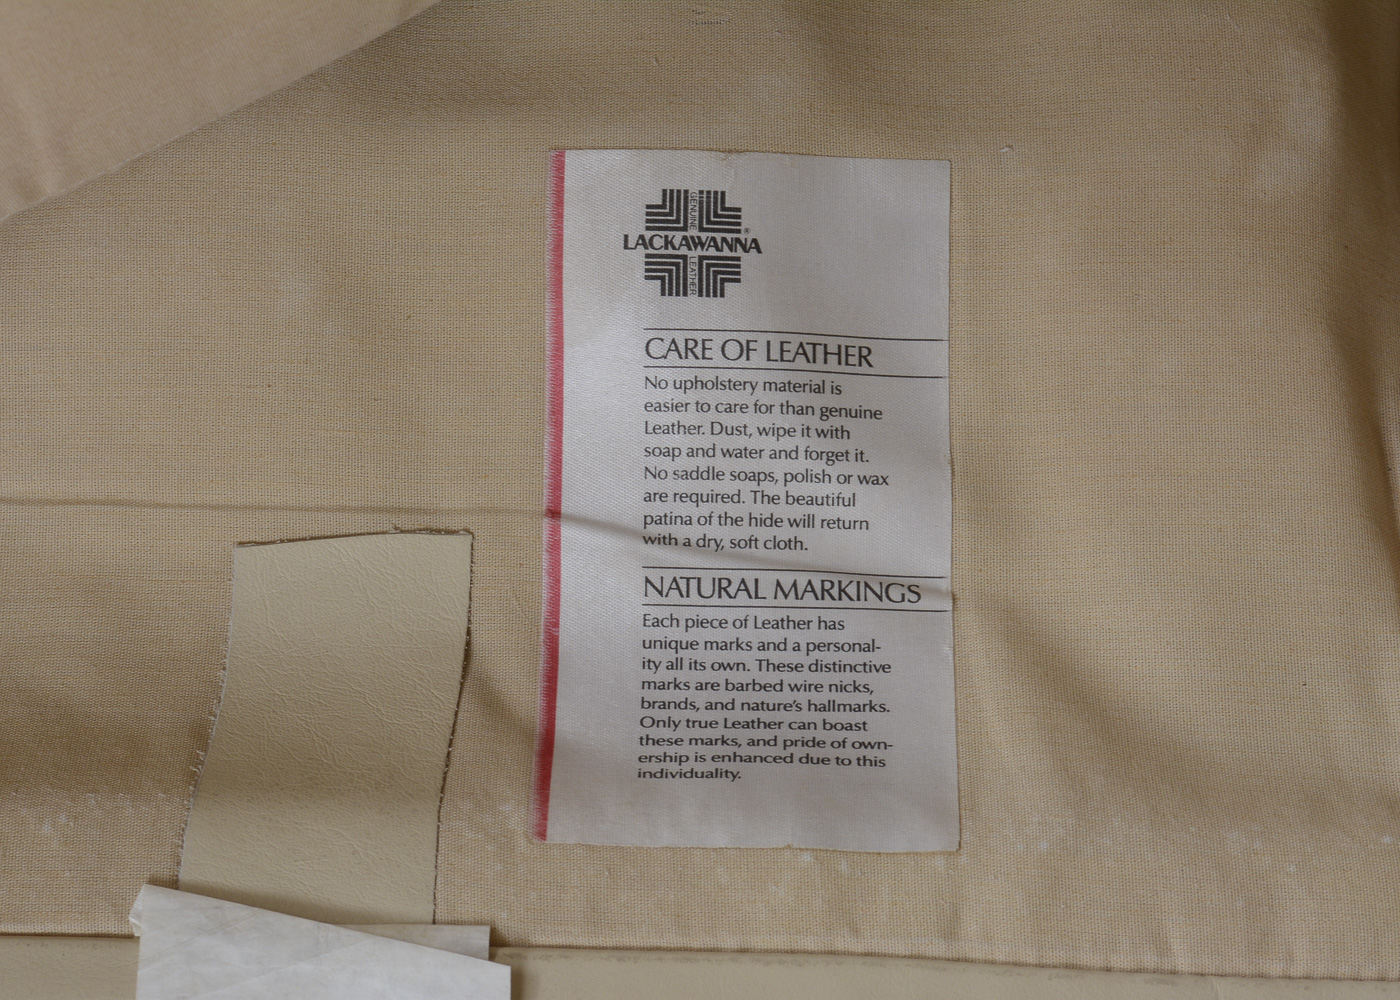 GENUINE
LACKAWANNA®
LEATHER
CARE OF LEATHER
No upholstery material is
easier to care for than genuine
Leather. Dust, wipe it with
soap and water and forget it.
No saddle soaps, polish or wax
are required. The beautiful
patina of the hide will return
with a dry, soft cloth.
NATURAL MARKINGS
Each piece of Leather has
unique marks and a personal-
ity all its own. These distinctive
marks are barbed wire nicks,
brands, and nature's hallmarks.
Only true Leather can boast
these marks, and pride of own-
ership is enhanced due to this
individuality.